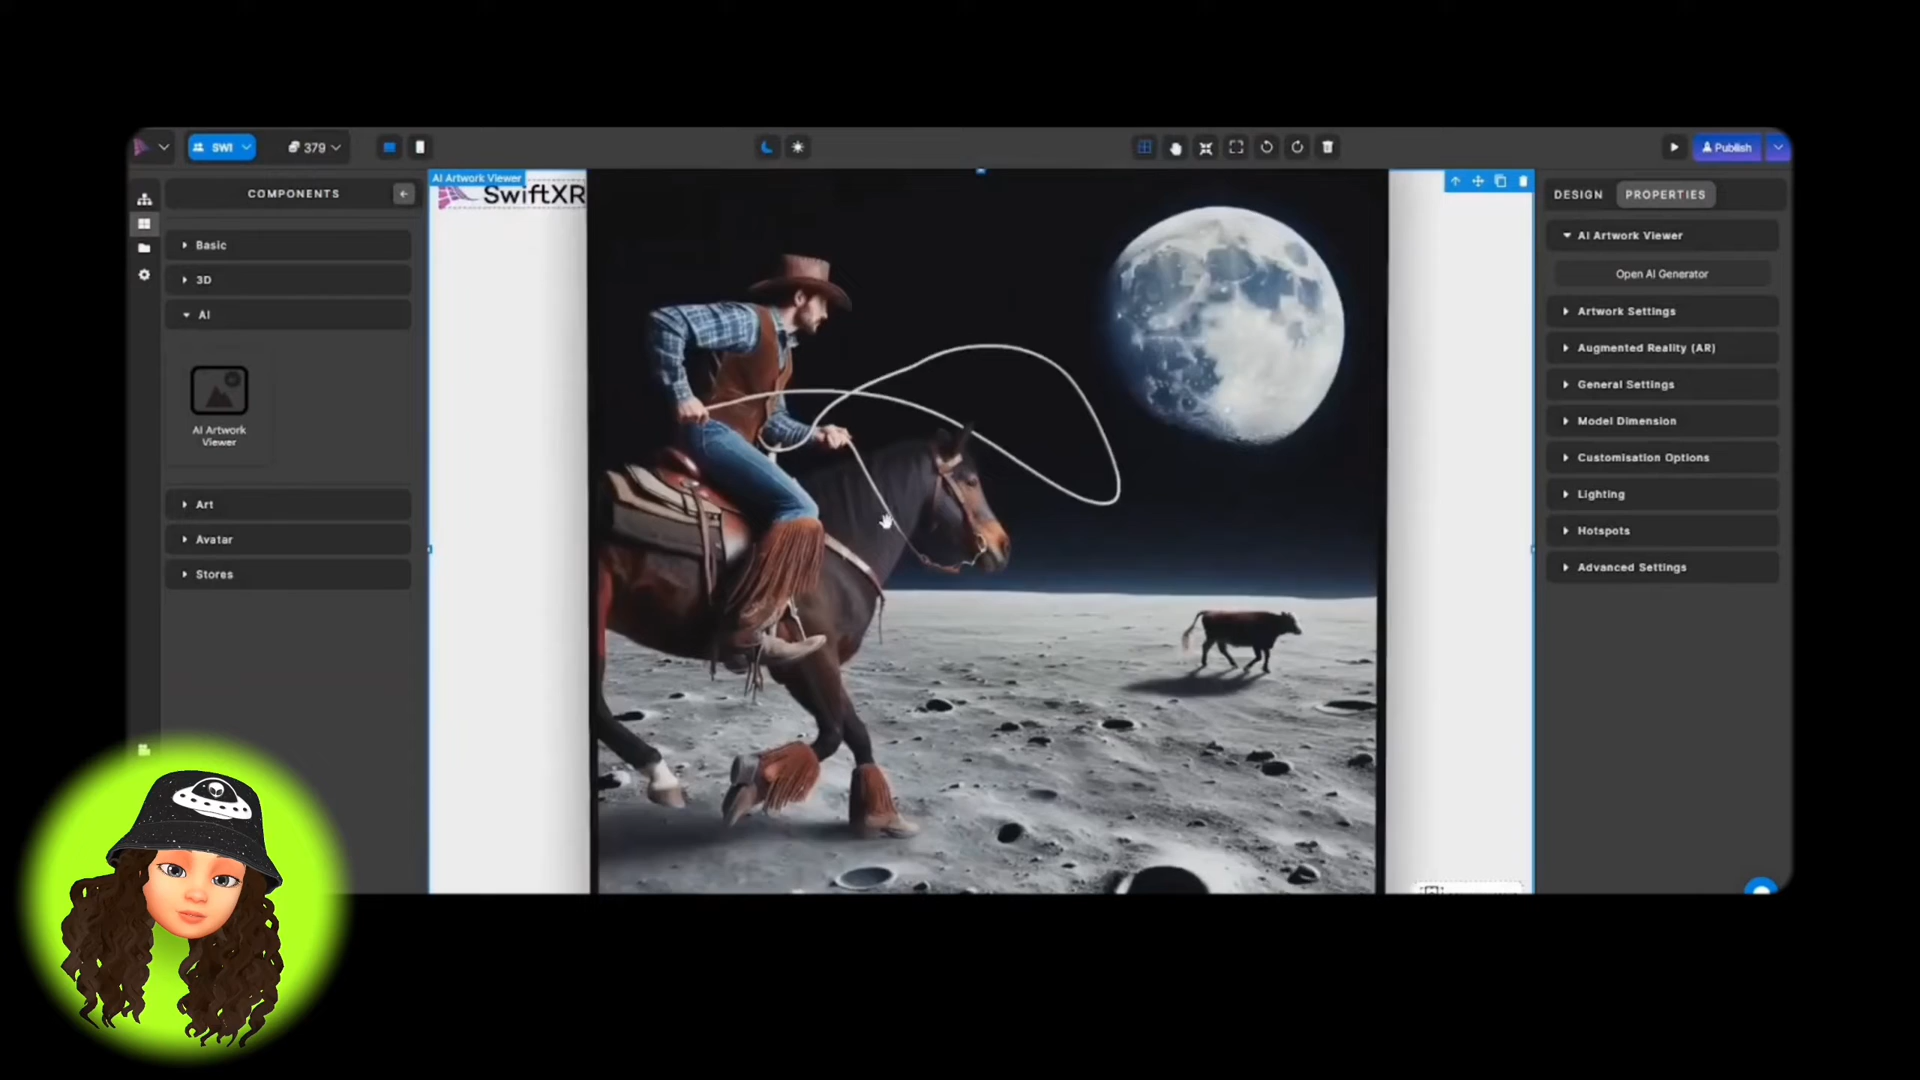 SWI
379
Publish
COMPONENTS
Basic
3D
AI
AI Artwork
Viewer
Art
Avatar
Stores
AI Artwork Viewer
SwiftXR
DESIGN
PROPERTIES
AI Artwork Viewer
Open AI Generator
Artwork Settings
Augmented Reality (AR)
General Settings
Model Dimension
Customisation Options
Lighting
Hotspots
Advanced Settings